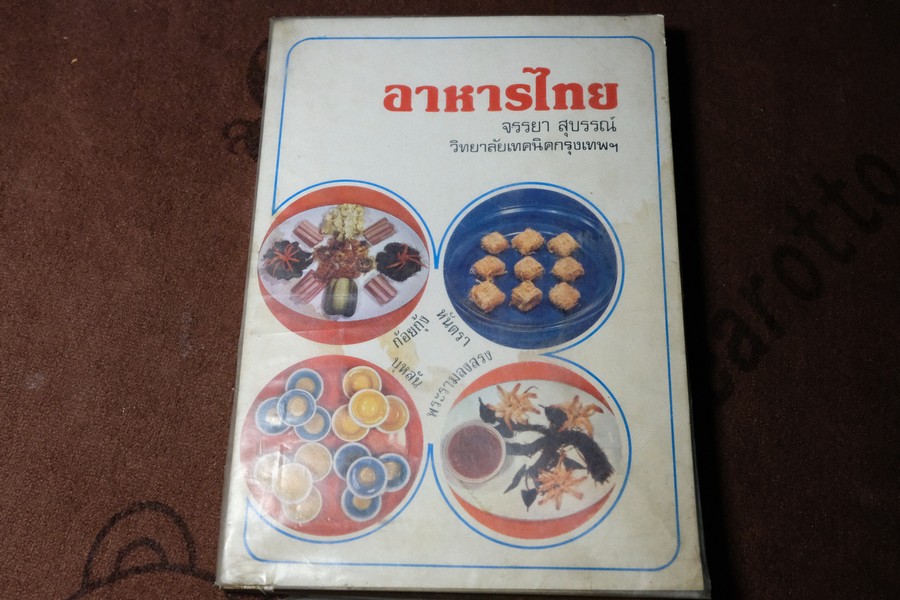 อาหารไทย
จรรยา สุบรรณ์
วิทยาลัยเทคนิคกรุงเทพฯ
ก้อยกุ้ง
หันตรา
บุหลัน
พระรามลงสรง
carotto